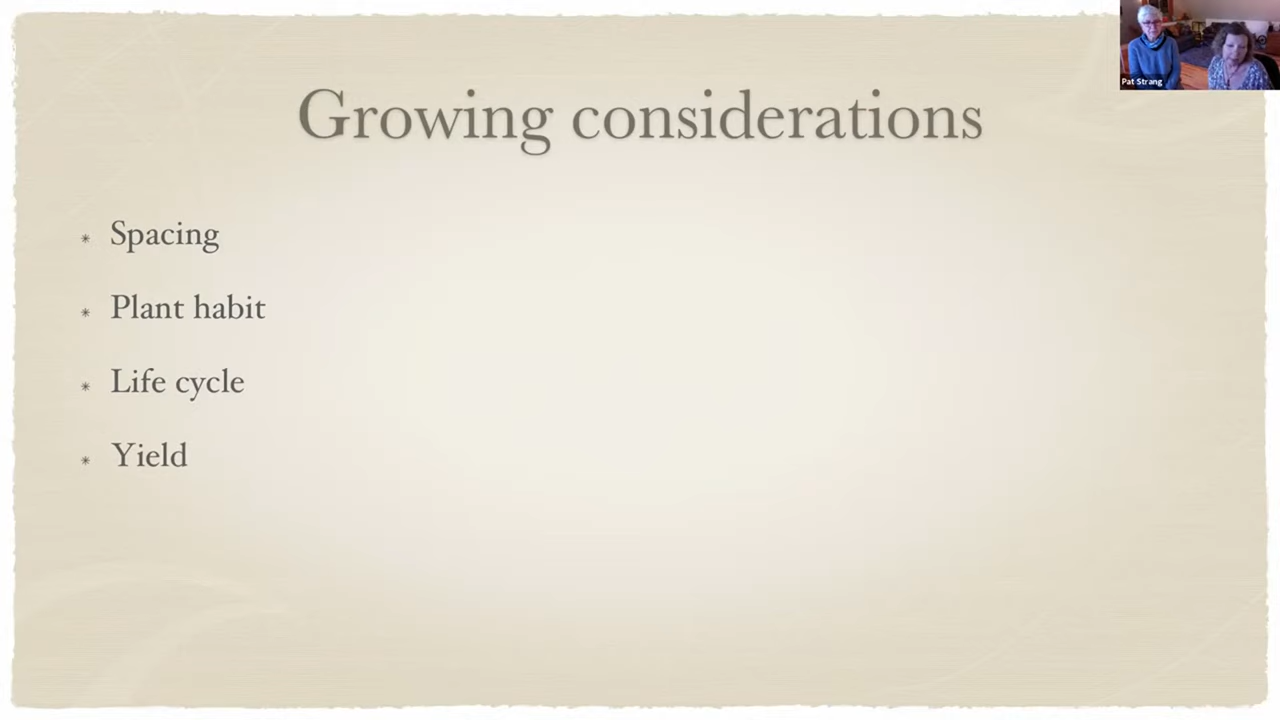 Growing considerations
Pat Strang
* Spacing
* Plant habit
* Life cycle
* Yield